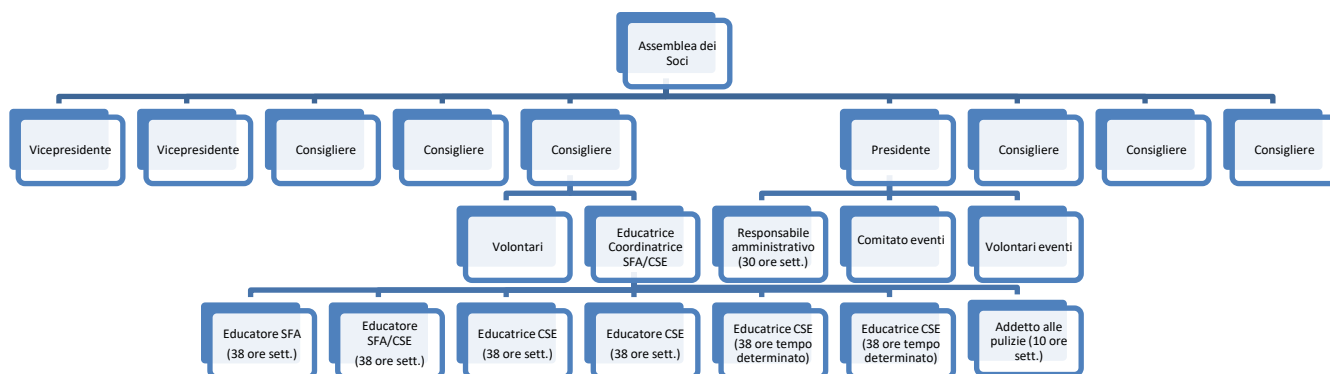 Assemblea dei
Soci
Vicepresidente
Vicepresidente
Consigliere
Consigliere
Consigliere
Presidente
Consigliere
Consigliere
Consigliere
Volontari
Educatrice
Coordinatrice
SFA/CSE
Responsabile
amministrativo
(30 ore sett.)
Comitato eventi
Volontari eventi
Educatore SFA
(38 ore sett.)
Educatore
SFA/CSE
(38 ore sett.)
Educatrice CSE
(38 ore sett.)
Educatore CSE
(38 ore sett.)
Educatrice CSE
(38 ore tempo
determinato)
Educatrice CSE
(38 ore tempo
determinato)
Addetto alle
pulizie (10 ore
sett.)